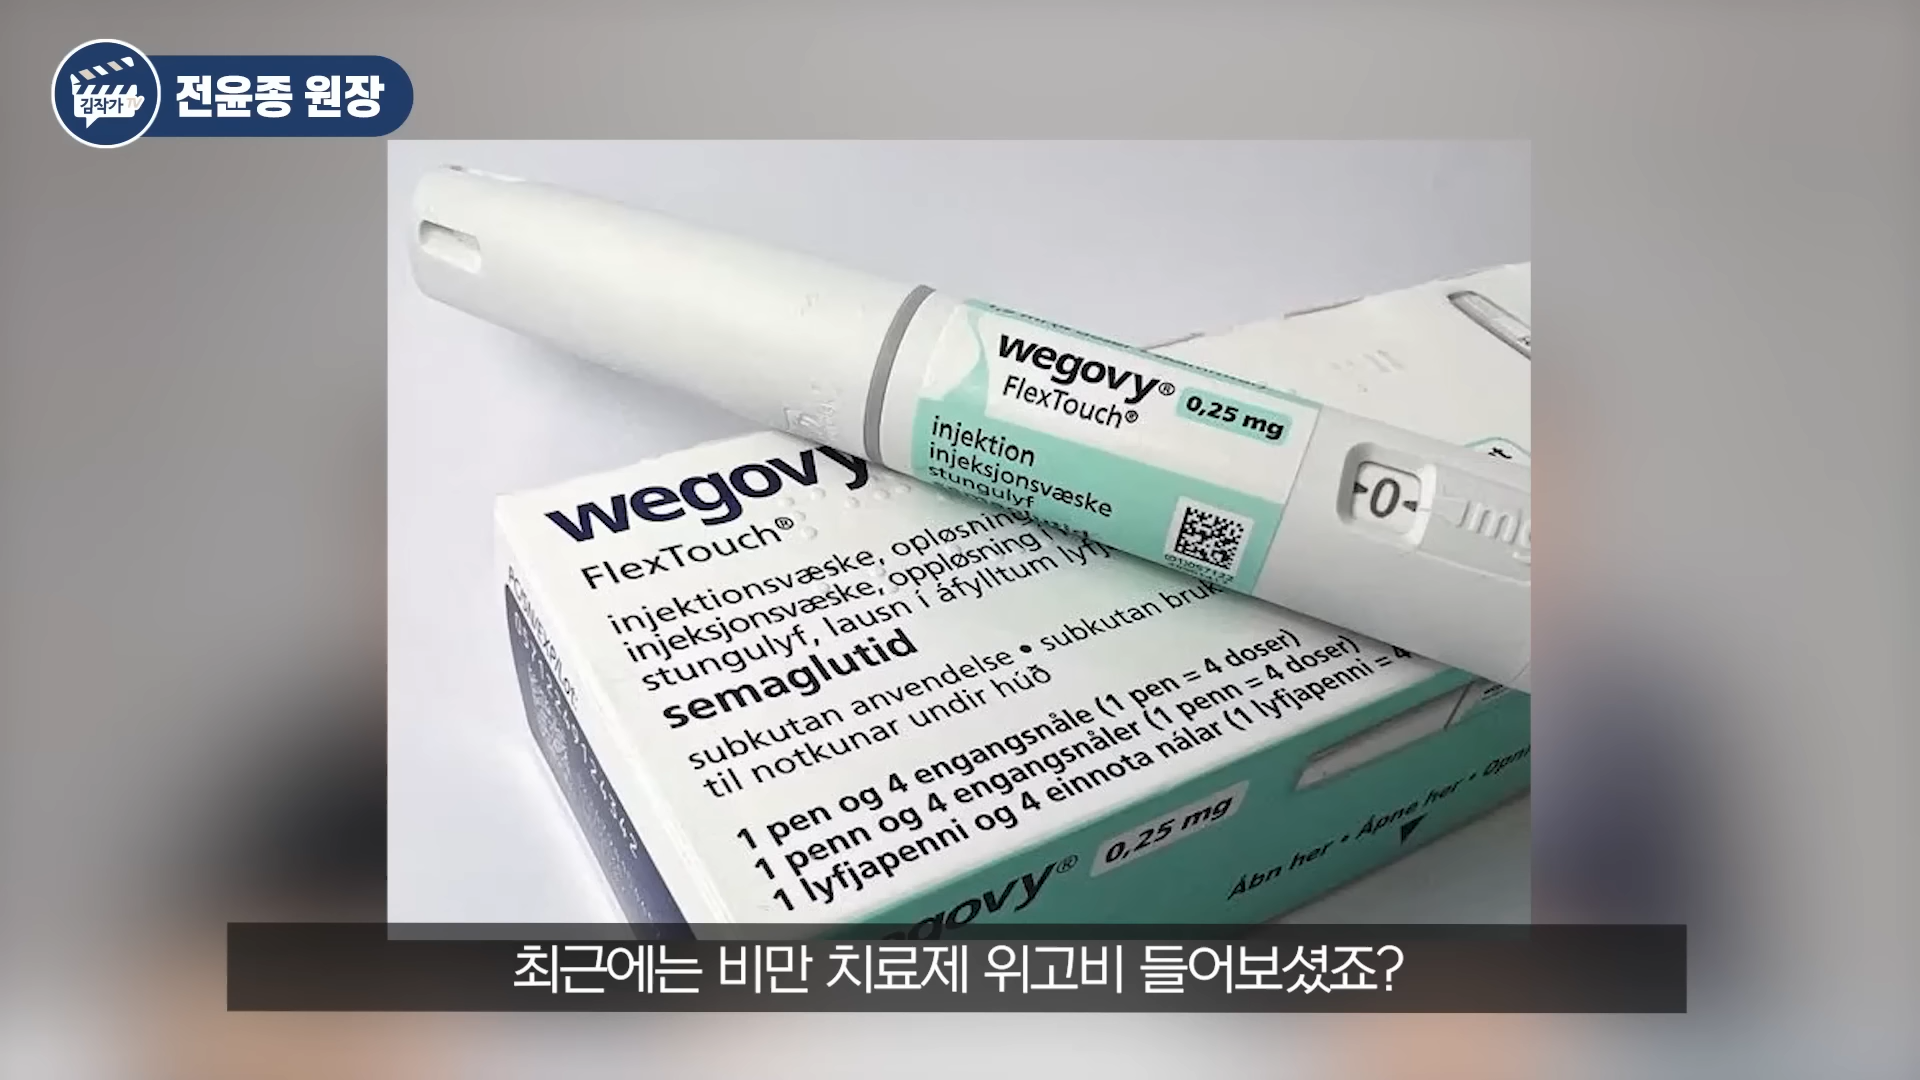 김작가 TV
전윤종 원장
wegovy®
FlexTouch®
0,25 mg
injektion
injeksjonsvæske
stungulyf
0
wegovy
FlexTouch®
injektionsvæske, opløsning
injeksjonsvæske, oppløsning
stungulyf, lausn í áfylltum lyfj
semaglutid
subkutan anvendelse • subkutan bruk
til notkunar undir húð
1 pen og 4 engangsnåle (1 pen = 4 doser)
1 penn og 4 engangsnåler (1 penn = 4 doser)
1 lyfjapenni og 4 einnota nálar (1 lyfjapenni = 4
wegovy® 0,25 mg
Åbn her • Åpne her • Opn
최근에는 비만 치료제 위고비 들어보셨죠?